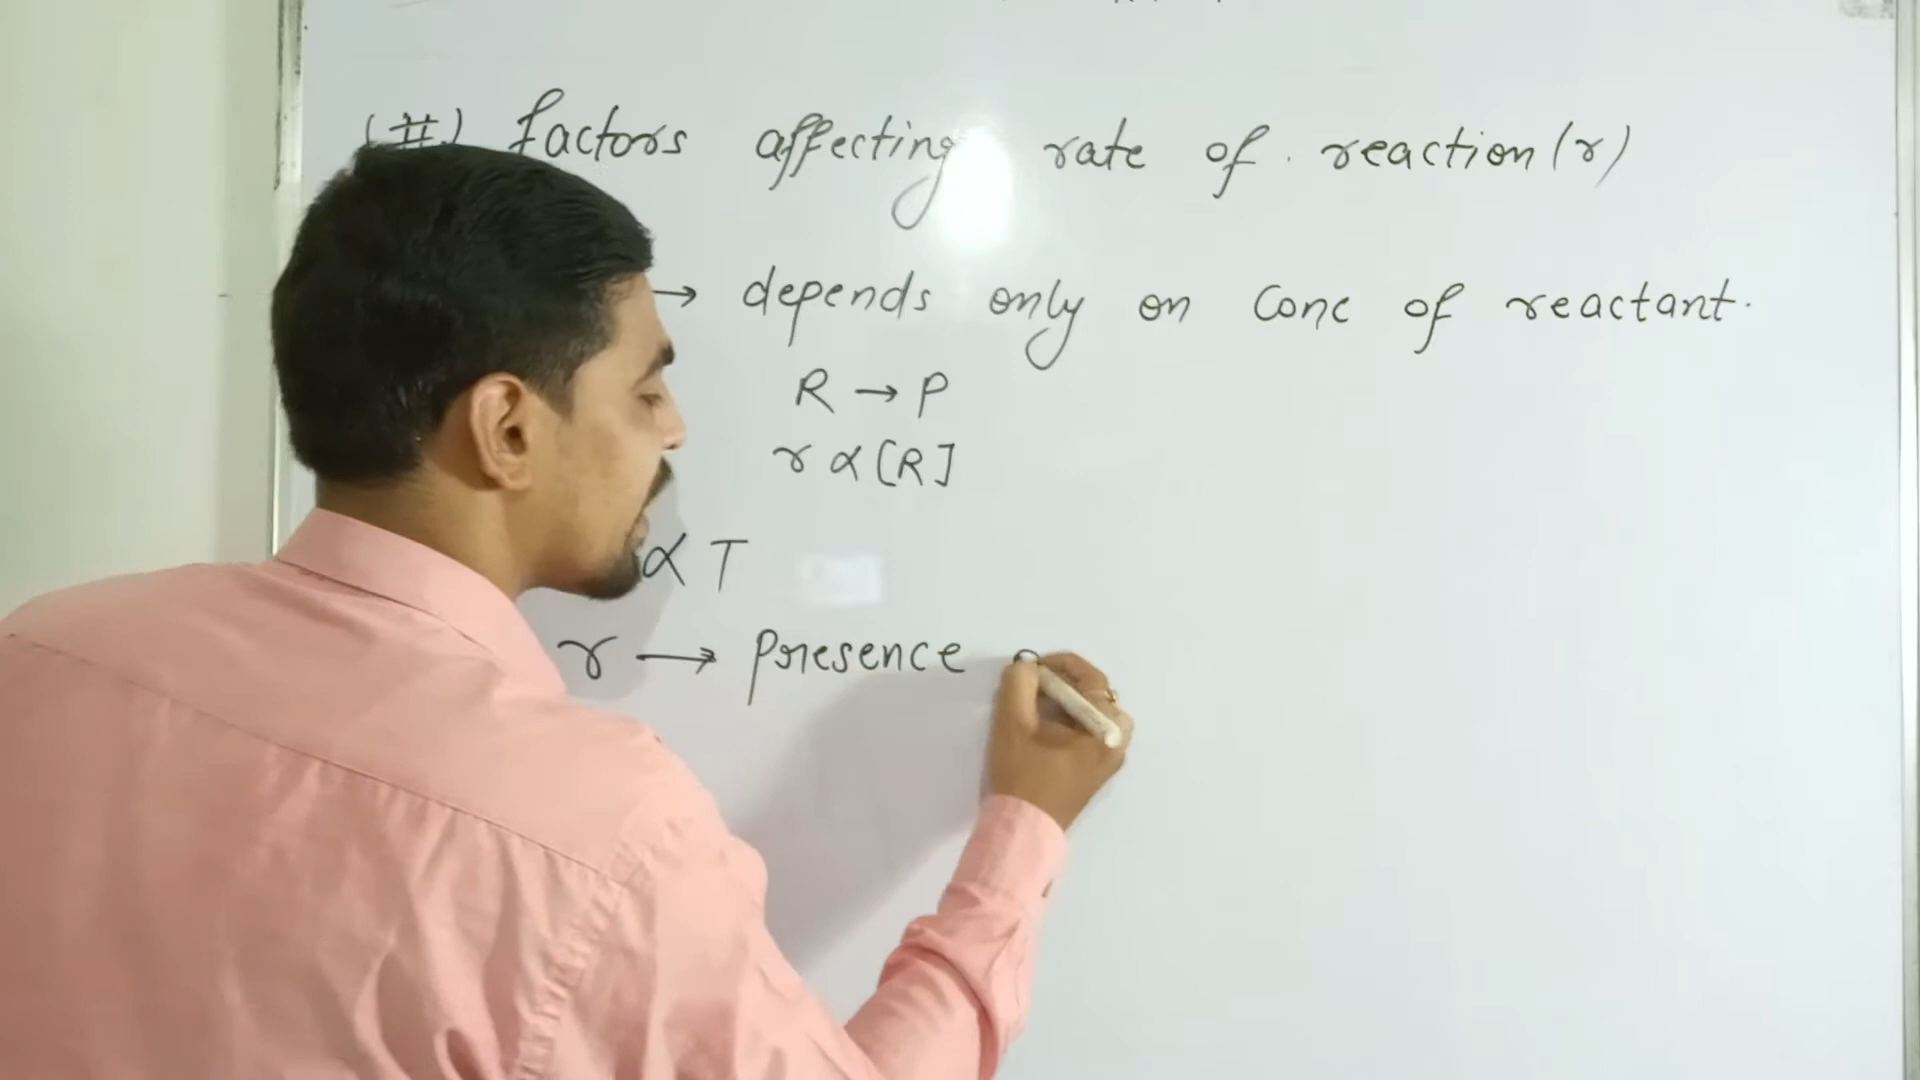 (#) factors affecting rate of reaction (r)
→ depends only on Conc of reactant.
R → P
r α [R]
α T
r → presence